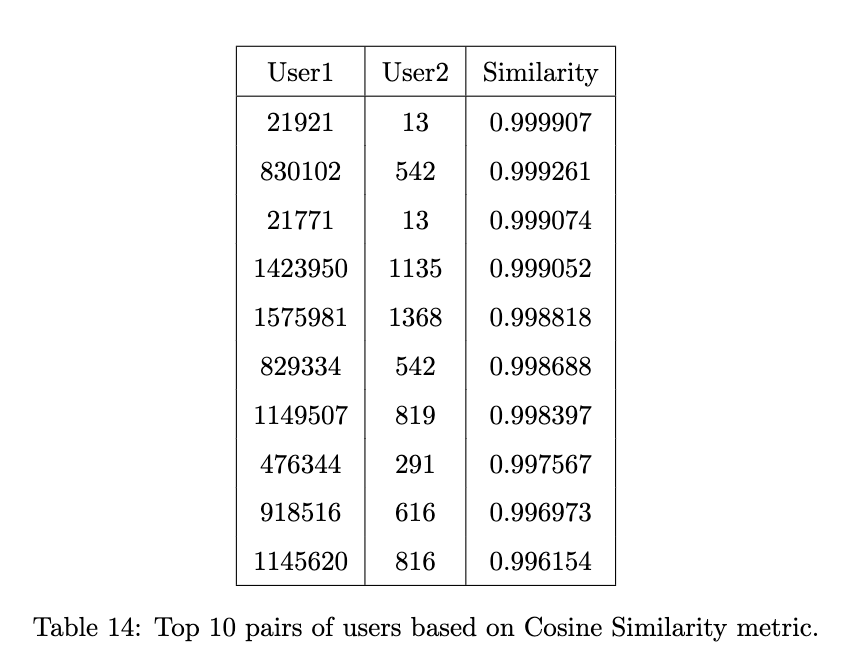 User1 User2 Similarity
21921 13 0.999907
830102 542 0.999261
21771 13 0.999074
1423950 1135 0.999052
1575981 1368 0.998818
829334 542 0.998688
1149507 819 0.998397
476344 291 0.997567
918516 616 0.996973
1145620 816 0.996154
Table 14: Top 10 pairs of users based on Cosine Similarity metric.